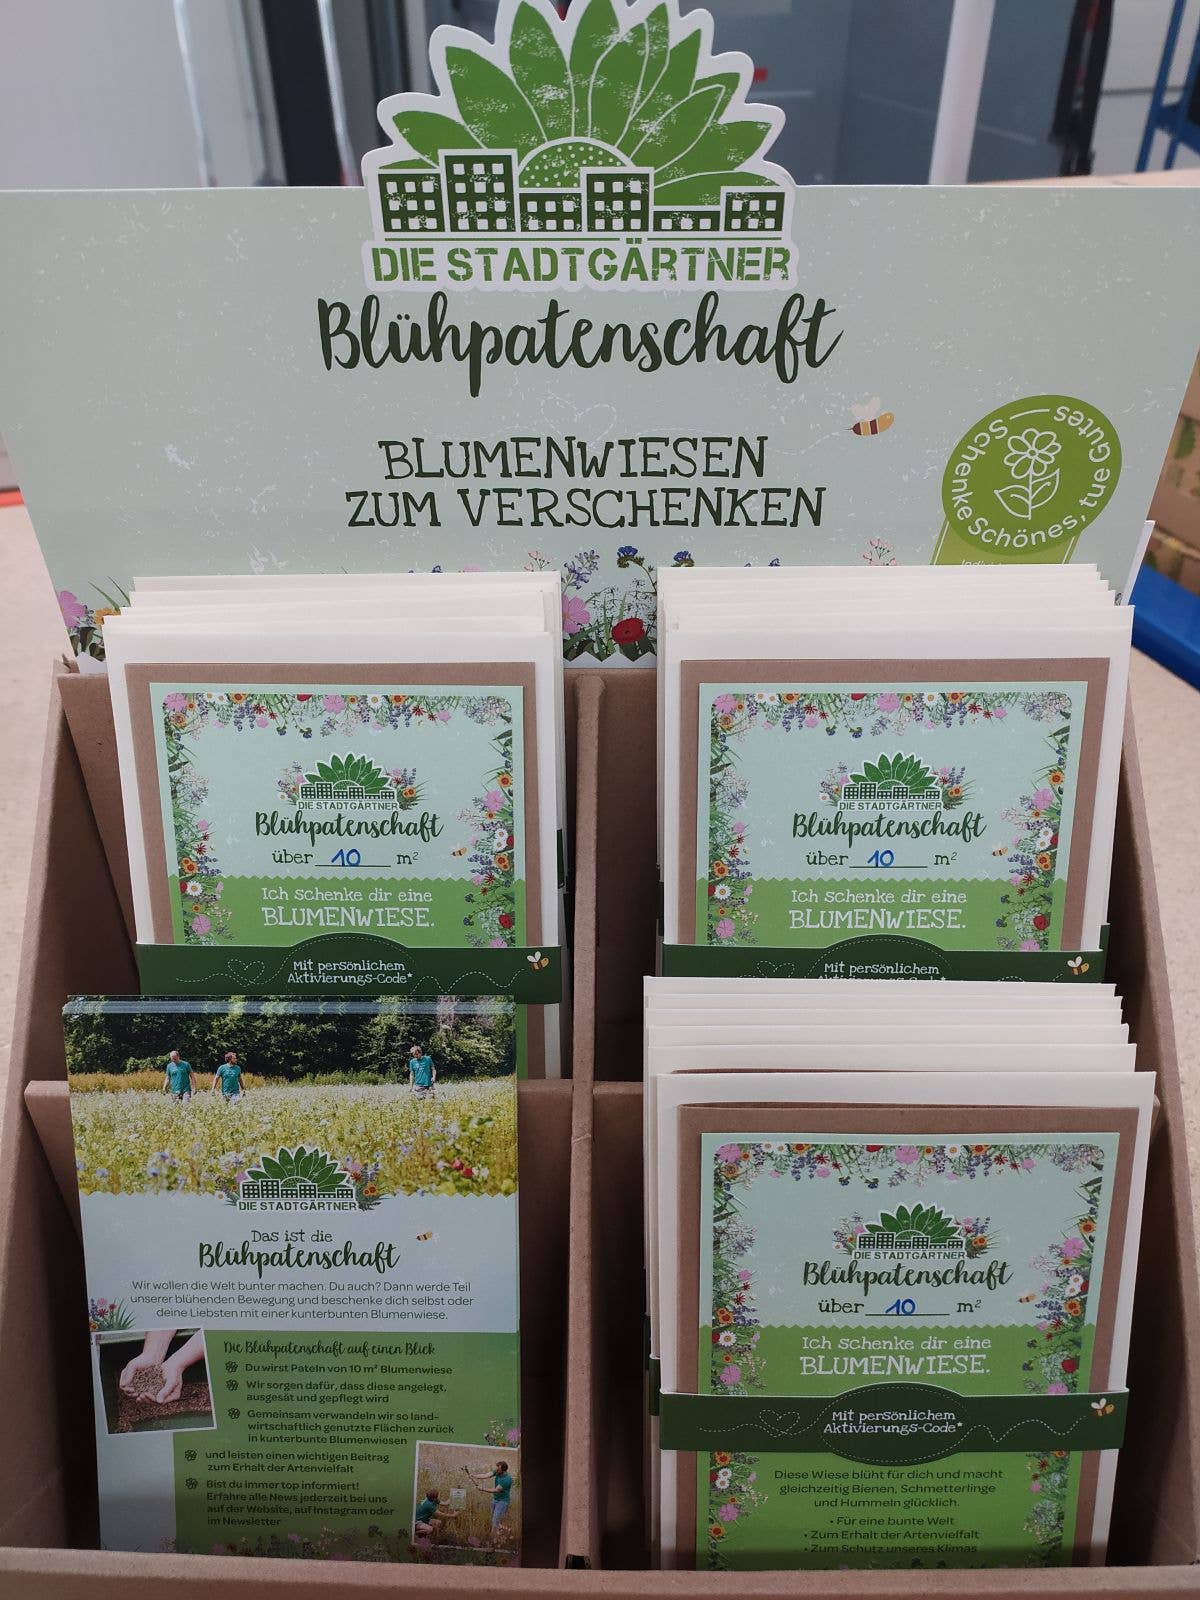 DIE STADTGÄRTNER
Blühpatenschaft
BLUMENWIESEN
ZUM VERSCHENKEN
Schenke Schönes, tue Gutes
DIE STADTGÄRTNER
Blühpatenschaft
über 10 m²
Ich schenke dir eine
BLUMENWIESE.
Mit persönlichem
Aktivierungs-Code*
DIE STADTGÄRTNER
Blühpatenschaft
über 10 m²
Ich schenke dir eine
BLUMENWIESE.
Mit persönlichem
Aktivierungs-Code*
DIE STADTGÄRTNER
Das ist die
Blühpatenschaft
Wir wollen die Welt bunter machen. Du auch? Dann werde Teil
unserer blühenden Bewegung und beschenke dich selbst oder
deine Liebsten mit einer kunterbunten Blumenwiese.
Die Blühpatenschaft auf einen Blick
Du wirst PateIn von 10 m² Blumenwiese
Wir sorgen dafür, dass diese angelegt,
ausgesät und gepflegt wird
Gemeinsam verwandeln wir so land-
wirtschaftlich genutzte Flächen zurück
in kunterbunte Blumenwiesen
und leisten einen wichtigen Beitrag
zum Erhalt der Artenvielfalt
Bist du immer top informiert!
Erfahre alle News jederzeit bei uns
auf der Website, auf Instagram oder
im Newsletter
DIE STADTGÄRTNER
Blühpatenschaft
über 10 m²
Ich schenke dir eine
BLUMENWIESE.
Mit persönlichem
Aktivierungs-Code*
Diese Wiese blüht für dich und macht
gleichzeitig Bienen, Schmetterlinge
und Hummeln glücklich.
• Für eine bunte Welt
• Zum Erhalt der Artenvielfalt
• Zum Schutz unseres Klimas